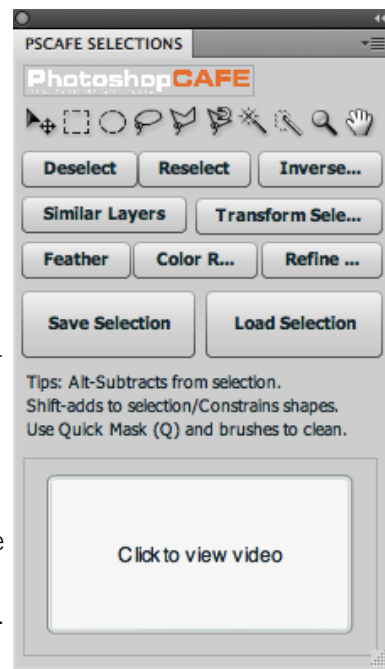 PSCAFE SELECTIONS
PhotoshopCAFE
Deselect Reselect Inverse...
Similar Layers Transform Sele...
Feather Color R... Refine ...
Save Selection Load Selection
Tips: Alt-Subtracts from selection.
Shift-adds to selection/Constrains shapes.
Use Quick Mask (Q) and brushes to clean.
Click to view video